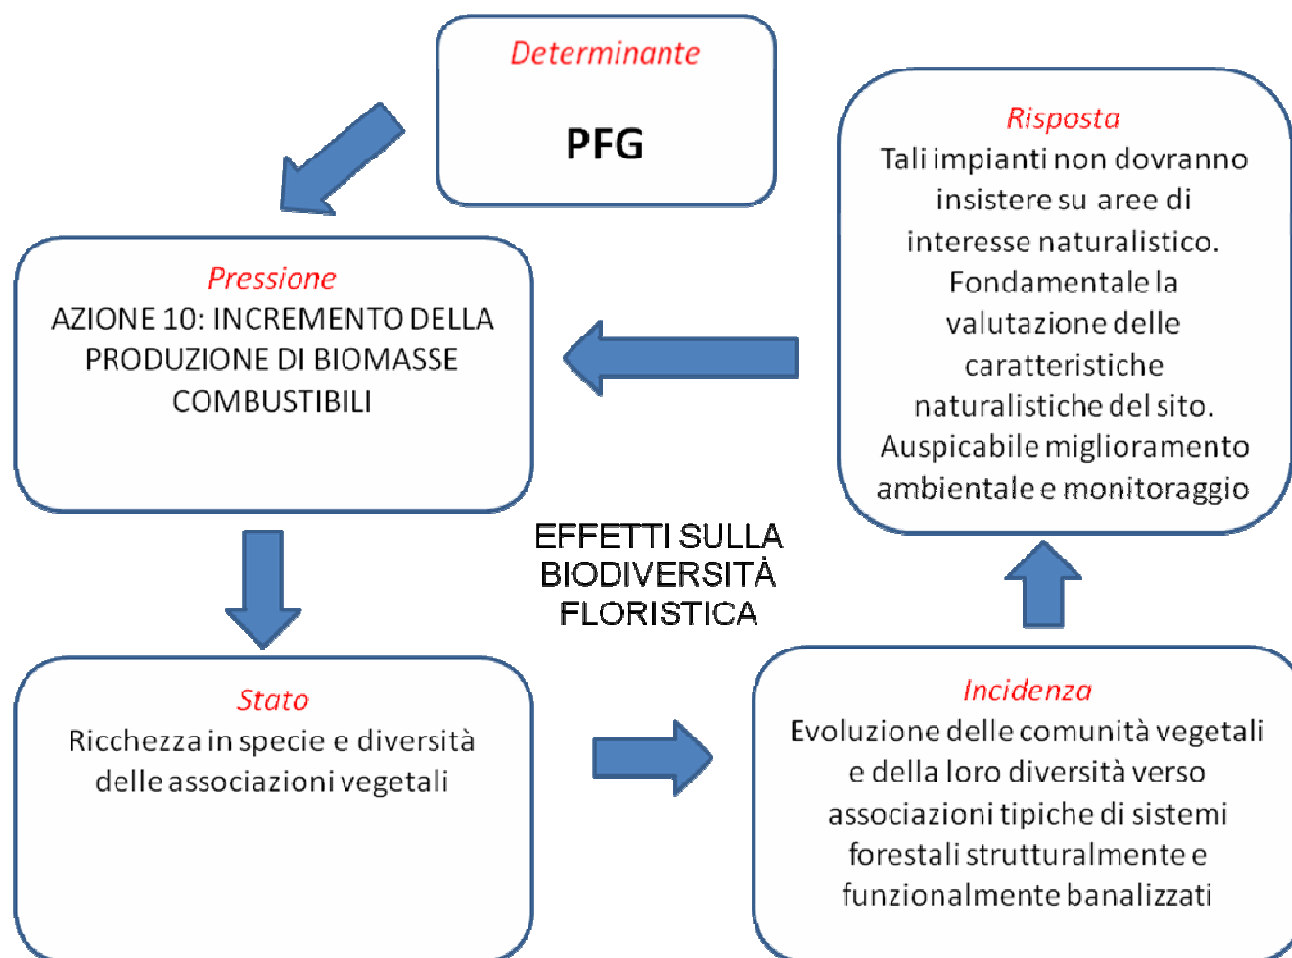 Determinante
PFG
Pressione
AZIONE 10: INCREMENTO DELLA
PRODUZIONE DI BIOMASSE
COMBUSTIBILI
Risposta
Tali impianti non dovranno
insistere su aree di
interesse naturalistico.
Fondamentale la
valutazione delle
caratteristiche
naturalistiche del sito.
Auspicabile miglioramento
ambientale e monitoraggio
EFFETTI SULLA
BIODIVERSITÀ
FLORISTICA
Stato
Ricchezza in specie e diversità
delle associazioni vegetali
Incidenza
Evoluzione delle comunità vegetali
e della loro diversità verso
associazioni tipiche di sistemi
forestali strutturalmente e
funzionalmente banalizzati